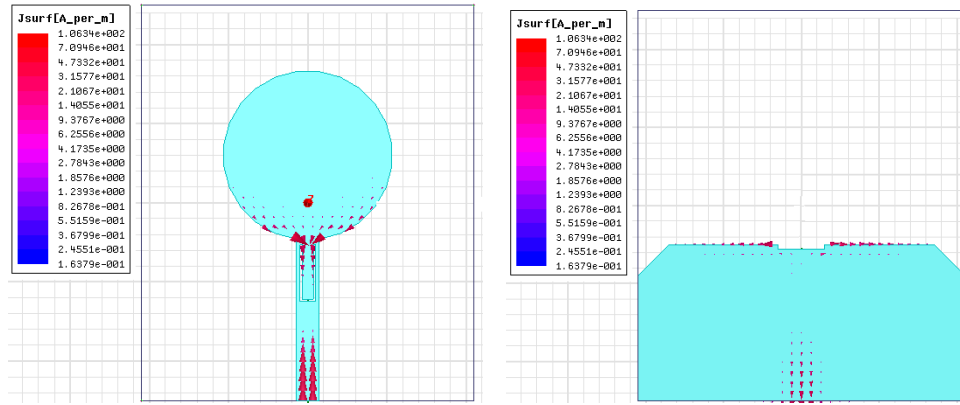 Jsurf[A_per_m]
1.0634e+002
7.0946e+001
4.7332e+001
3.1577e+001
2.1067e+001
1.4055e+001
9.3767e+000
6.2556e+000
4.1735e+000
2.7843e+000
1.8576e+000
1.2393e+000
8.2678e-001
5.5159e-001
3.6799e-001
2.4551e-001
1.6379e-001
Jsurf[A_per_m]
1.0634e+002
7.0946e+001
4.7332e+001
3.1577e+001
2.1067e+001
1.4055e+001
9.3767e+000
6.2556e+000
4.1735e+000
2.7843e+000
1.8576e+000
1.2393e+000
8.2678e-001
5.5159e-001
3.6799e-001
2.4551e-001
1.6379e-001